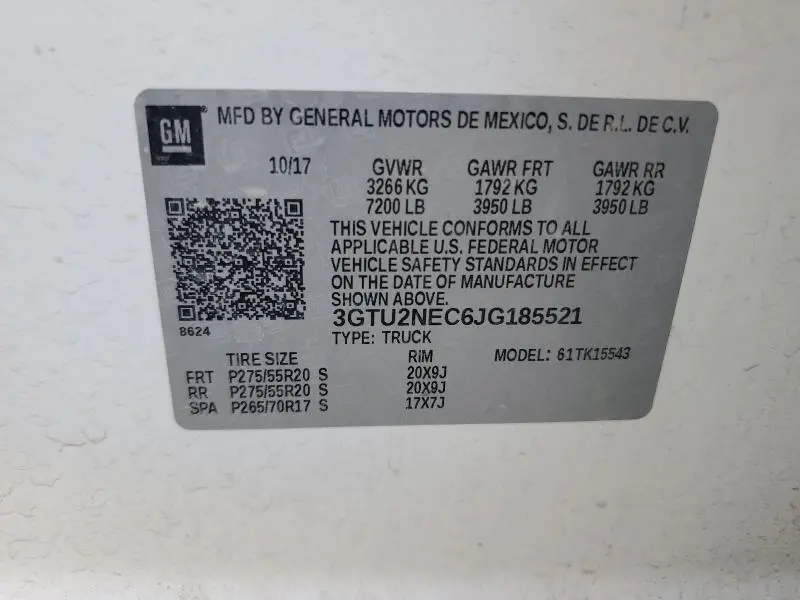 GM
MFD BY GENERAL MOTORS DE MEXICO, S. DE R.L. DE C.V.
10/17 GVWR GAWR FRT GAWR RR
3266 KG 1792 KG 1792 KG
7200 LB 3950 LB 3950 LB
THIS VEHICLE CONFORMS TO ALL
APPLICABLE U.S. FEDERAL MOTOR
VEHICLE SAFETY STANDARDS IN EFFECT
ON THE DATE OF MANUFACTURE
SHOWN ABOVE.
3GTU2NEC6JG185521
8624
TYPE: TRUCK
TIRE SIZE RIM MODEL: 61TK15543
FRT P275/55R20 S 20X9J
RR P275/55R20 S 20X9J
SPA P265/70R17 S 17X7J